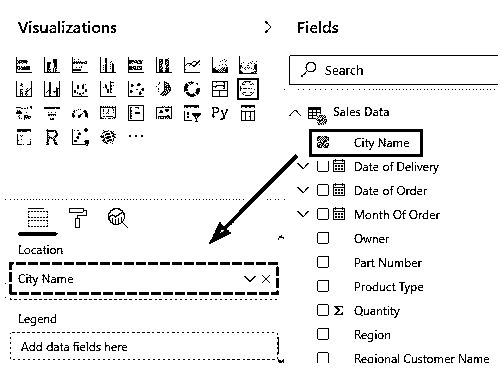 Visualizations
R
Py
...
Location
City Name
Legend
Add data fields here
Fields
Search
Sales Data
City Name
Date of Delivery
Date of Order
Month Of Order
Owner
Part Number
Product Type
Σ Quantity
Region
Regional Customer Name